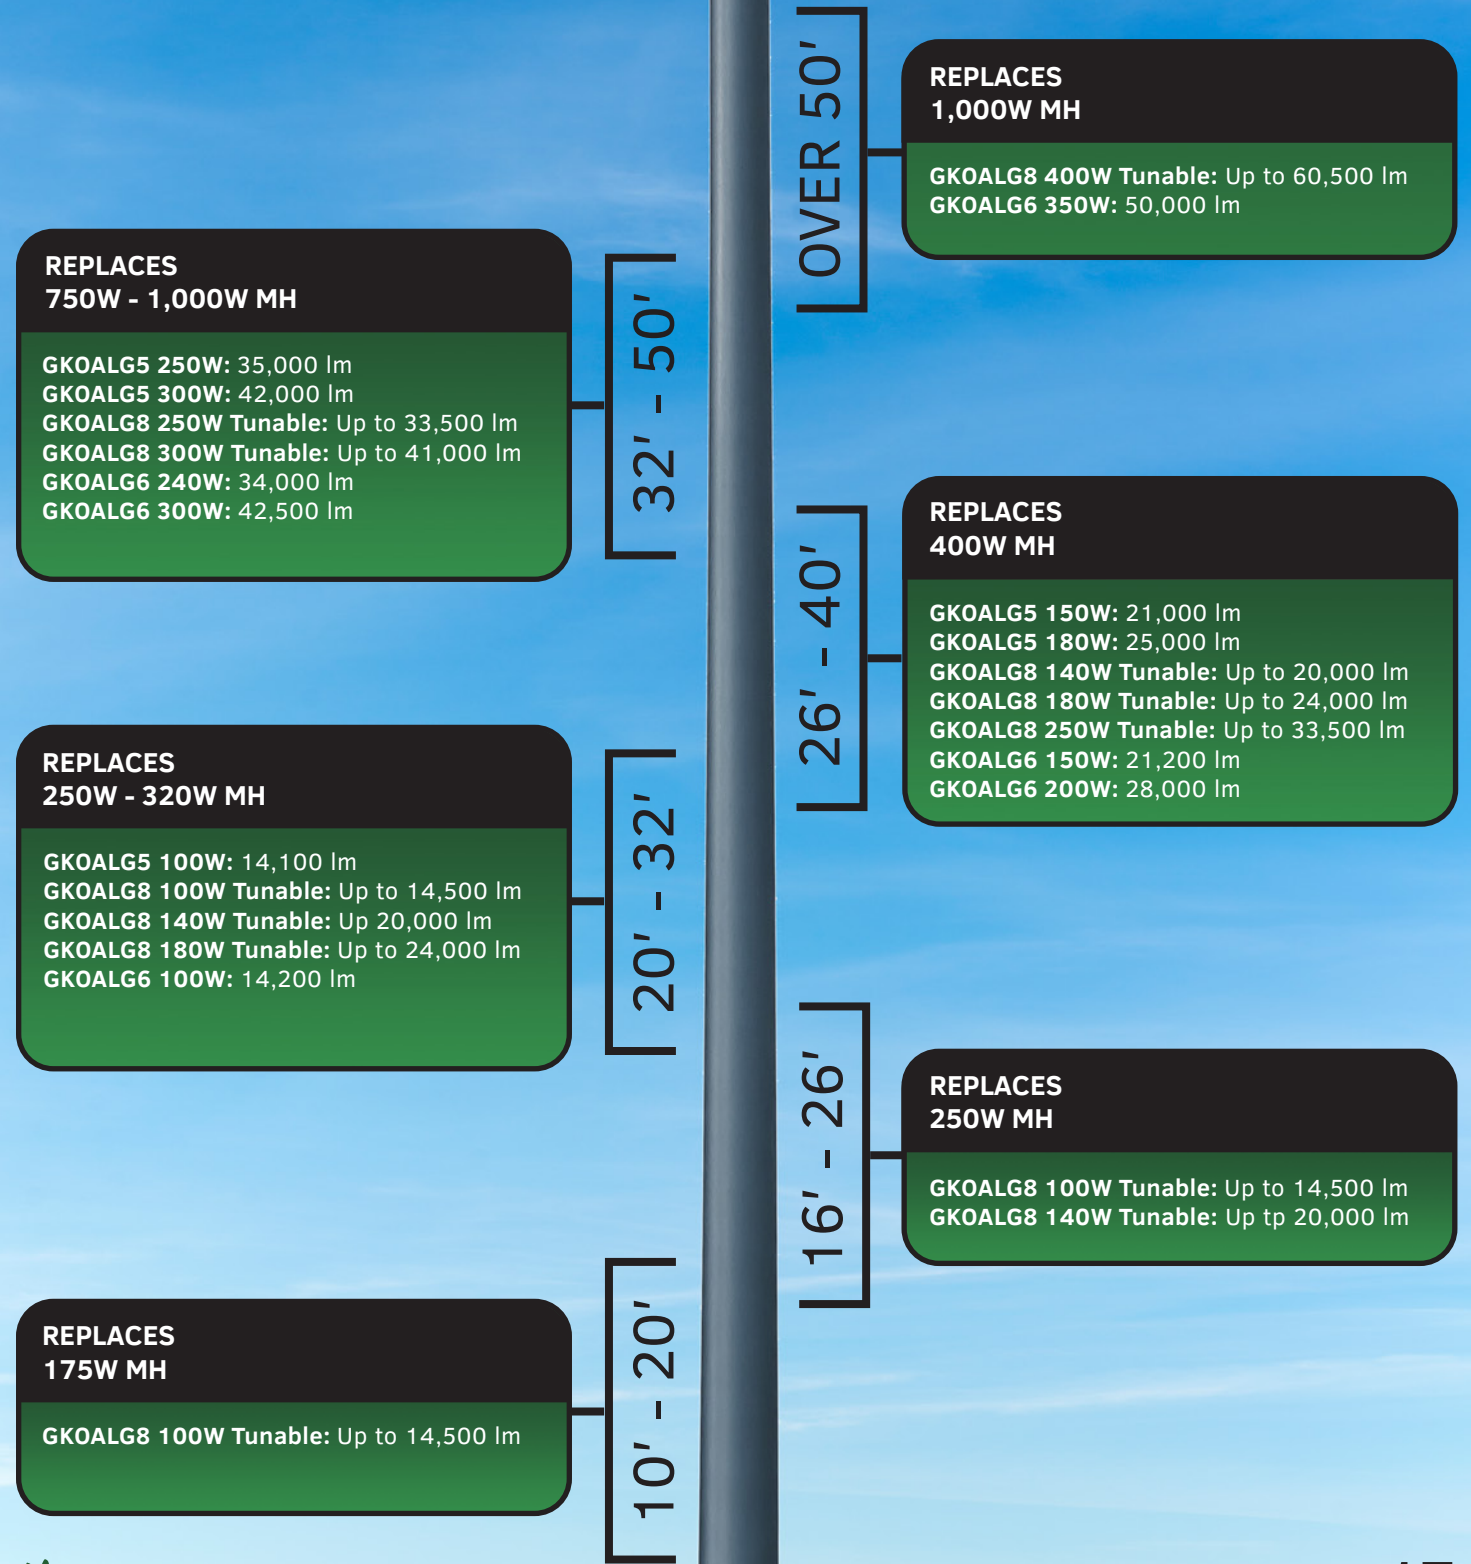 OVER 50'
REPLACES
1,000W MH
GKOALG8 400W Tunable: Up to 60,500 lm
GKOALG6 350W: 50,000 lm
REPLACES
750W - 1,000W MH
GKOALG5 250W: 35,000 lm
GKOALG5 300W: 42,000 lm
GKOALG8 250W Tunable: Up to 33,500 lm
GKOALG8 300W Tunable: Up to 41,000 lm
GKOALG6 240W: 34,000 lm
GKOALG6 300W: 42,500 lm
32' - 50'
26' - 40'
REPLACES
400W MH
GKOALG5 150W: 21,000 lm
GKOALG5 180W: 25,000 lm
GKOALG8 140W Tunable: Up to 20,000 lm
GKOALG8 180W Tunable: Up to 24,000 lm
GKOALG8 250W Tunable: Up to 33,500 lm
GKOALG6 150W: 21,200 lm
GKOALG6 200W: 28,000 lm
REPLACES
250W - 320W MH
GKOALG5 100W: 14,100 lm
GKOALG8 100W Tunable: Up to 14,500 lm
GKOALG8 140W Tunable: Up 20,000 lm
GKOALG8 180W Tunable: Up to 24,000 lm
GKOALG6 100W: 14,200 lm
20' - 32'
16' - 26'
REPLACES
250W MH
GKOALG8 100W Tunable: Up to 14,500 lm
GKOALG8 140W Tunable: Up tp 20,000 lm
REPLACES
175W MH
GKOALG8 100W Tunable: Up to 14,500 lm
10' - 20'